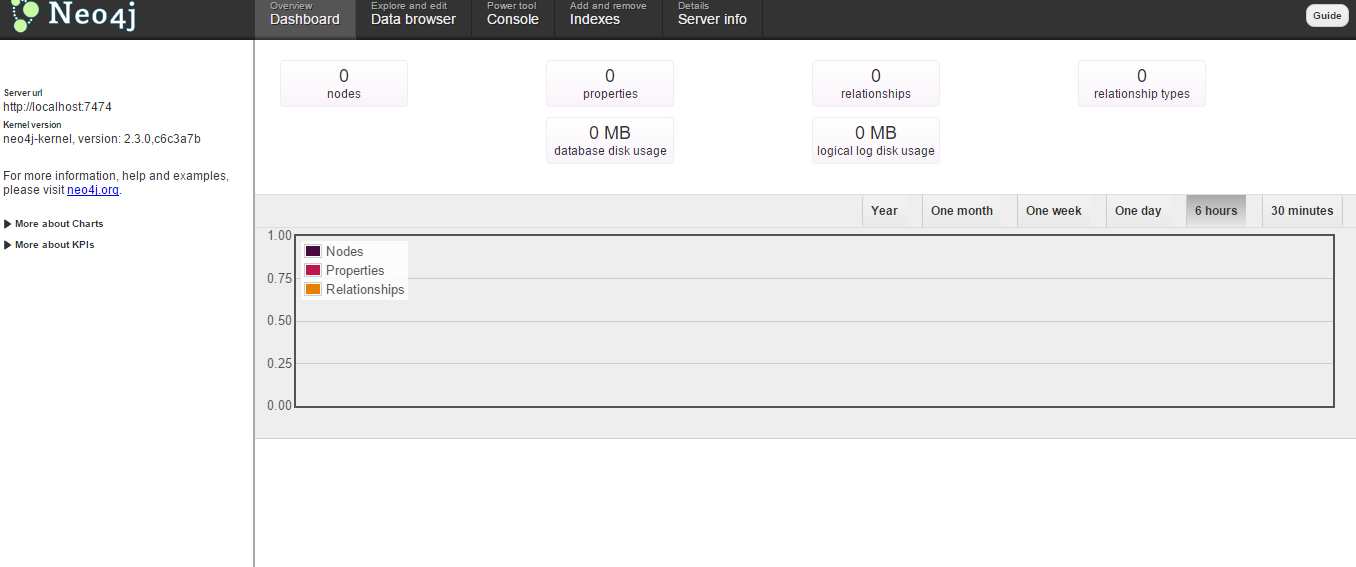 Neo4j
Overview
Dashboard
Explore and edit
Data browser
Power tool
Console
Add and remove
Indexes
Details
Server info
Guide
Server url
http://localhost:7474
Kernel version
neo4j-kernel, version: 2.3.0,c6c3a7b
For more information, help and examples,
please visit neo4j.org.
More about Charts
More about KPIs
0
nodes
0
properties
0
relationships
0
relationship types
0 MB
database disk usage
0 MB
logical log disk usage
Year
One month
One week
One day
6 hours
30 minutes
1.00
0.75
0.50
0.25
0.00
Nodes
Properties
Relationships